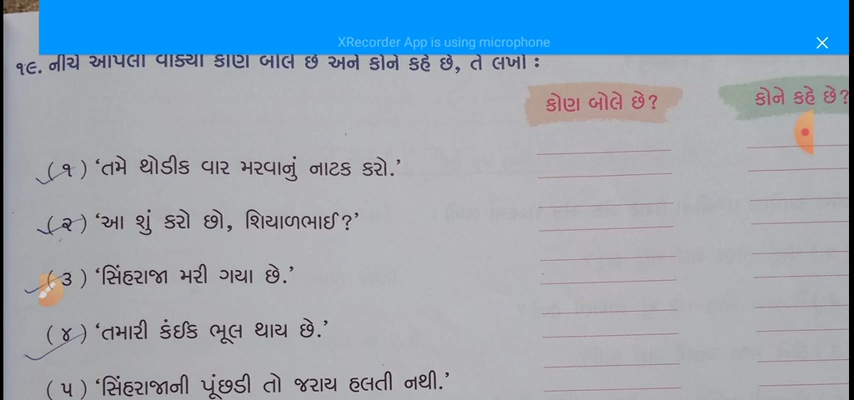 XRecorder App is using microphone
૧૯. નીચે આપેલાં વાક્યો કોણ બોલે છે અને કોને કહે છે, તે લખો :
કોણ બોલે છે? કોને કહે છે?
(૧) ‘તમે થોડીક વાર મરવાનું નાટક કરો.’
(૨) ‘આ શું કરો છો, શિયાળભાઈ?’
(૩) ‘સિંહરાજા મરી ગયા છે.’
(૪) ‘તમારી કંઈક ભૂલ થાય છે.’
(૫) ‘સિંહરાજાની પૂંછડી તો જરાય હલતી નથી.’